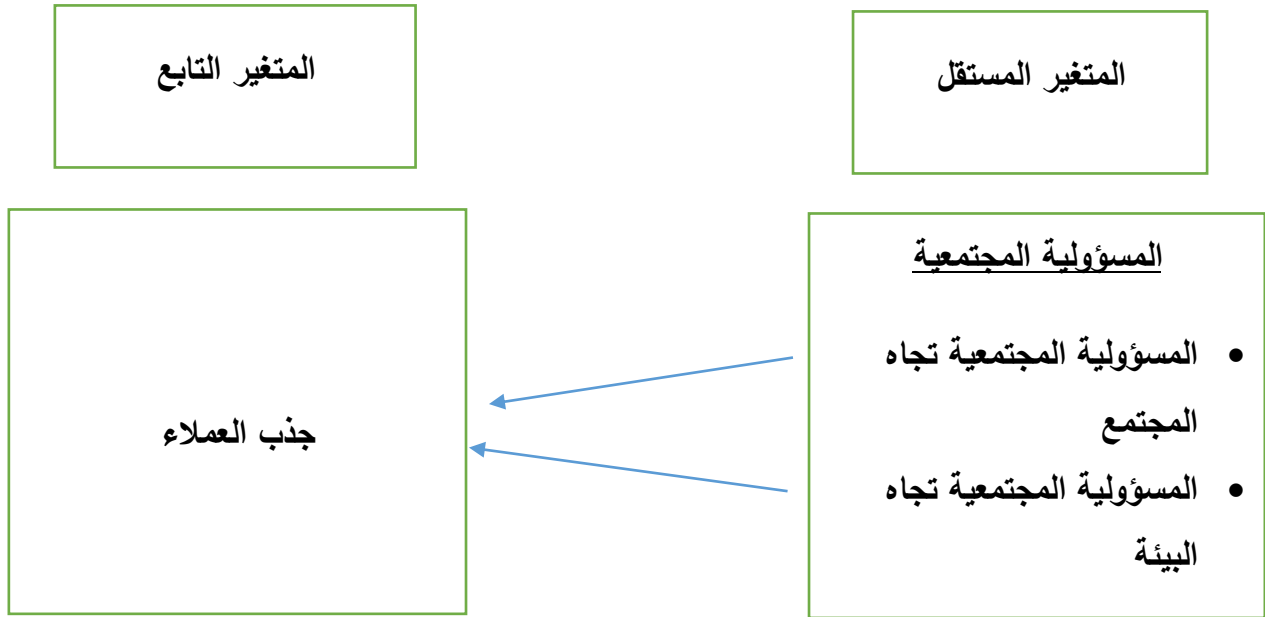 المتغير المستقل
المتغير التابع
المسؤولية المجتمعية
• المسؤولية المجتمعية تجاه
المجتمع
• المسؤولية المجتمعية تجاه
البيئة
جذب العملاء